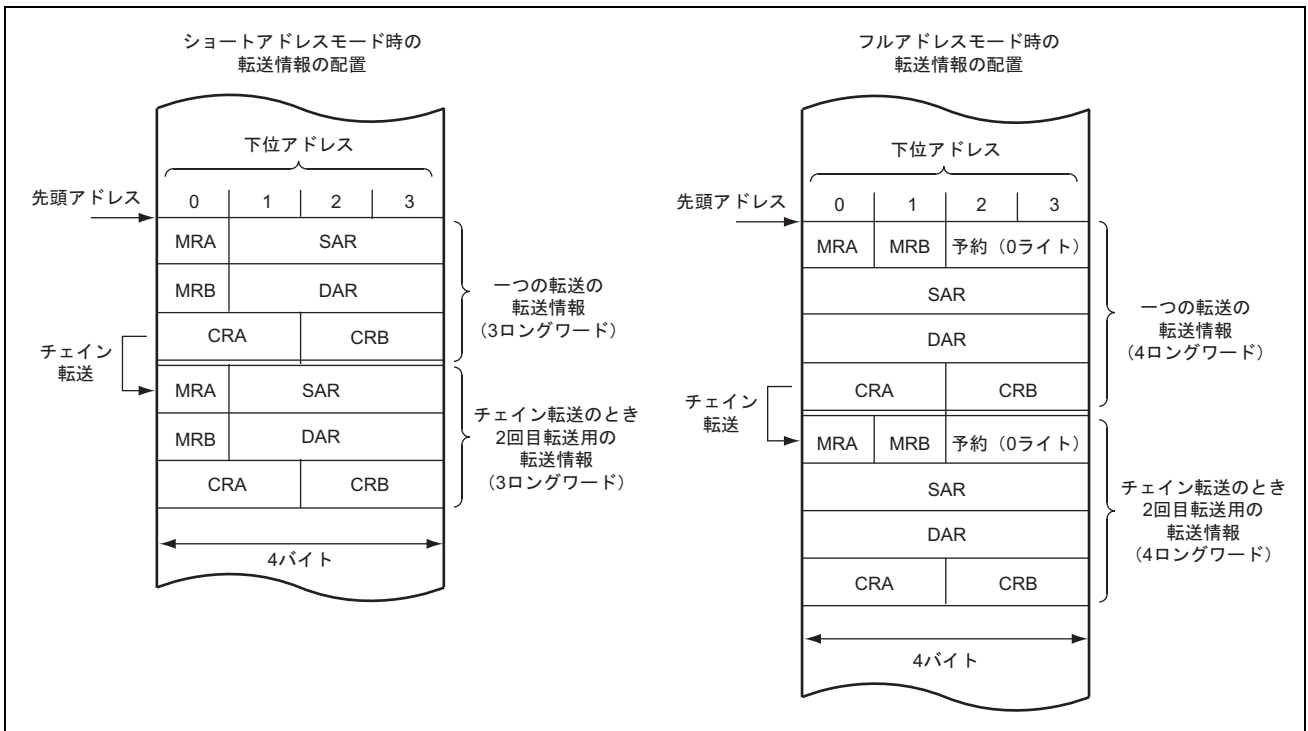 ショートアドレスモード時の
転送情報の配置
下位アドレス
先頭アドレス
0 1 2 3
MRA SAR
MRB DAR
CRA CRB
一つの転送の
転送情報
(3ロングワード)
チェイン
転送
MRA SAR
MRB DAR
CRA CRB
チェイン転送のとき
2回目転送用の
転送情報
(3ロングワード)
4バイト
フルアドレスモード時の
転送情報の配置
下位アドレス
先頭アドレス
0 1 2 3
MRA MRB 予約(0ライト)
SAR
DAR
CRA CRB
一つの転送の
転送情報
(4ロングワード)
チェイン
転送
MRA MRB 予約(0ライト)
SAR
DAR
CRA CRB
チェイン転送のとき
2回目転送用の
転送情報
(4ロングワード)
4バイト